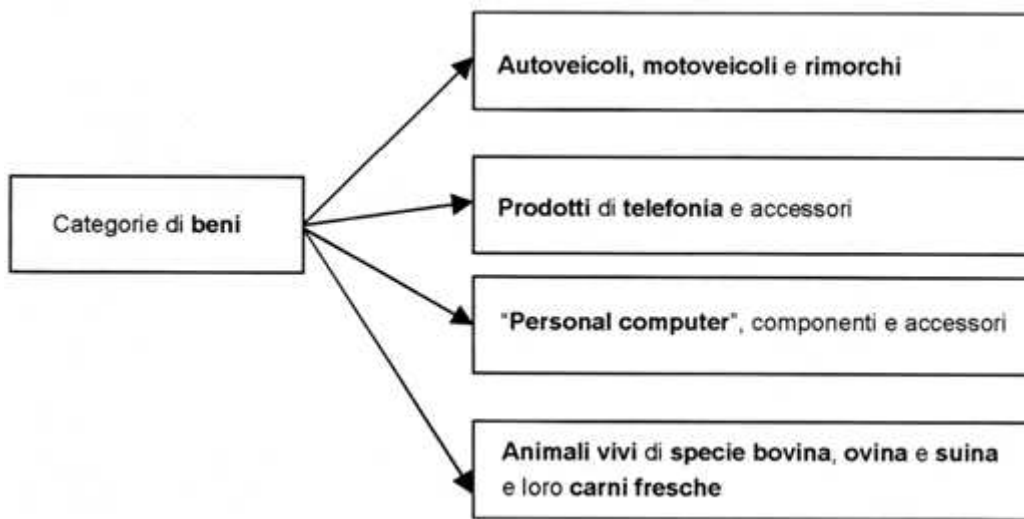 Autoveicoli, motoveicoli e rimorchi
Categorie di beni
Prodotti di telefonia e accessori
"Personal computer", componenti e accessori
Animali vivi di specie bovina, ovina e suina
e loro carni fresche